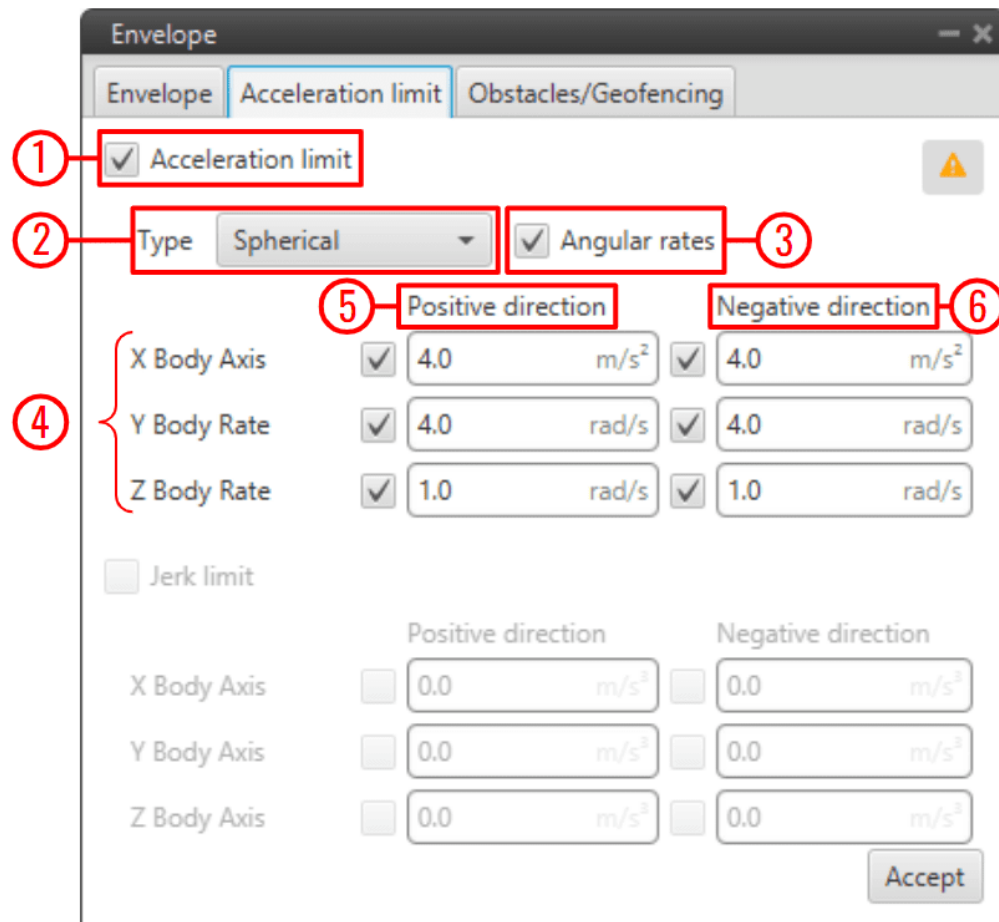 Envelope
Envelope Acceleration limit Obstacles/Geofencing
1 Acceleration limit
2 Type Spherical Angular rates 3
5 Positive direction Negative direction 6
X Body Axis 4.0 m/s² 4.0 m/s²
4 Y Body Rate 4.0 rad/s 4.0 rad/s
Z Body Rate 1.0 rad/s 1.0 rad/s
Jerk limit
Positive direction Negative direction
X Body Axis 0.0 m/s³ 0.0 m/s³
Y Body Axis 0.0 m/s³ 0.0 m/s³
Z Body Axis 0.0 m/s³ 0.0 m/s³
Accept